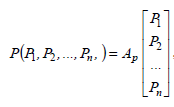 P(P₁, P₂, ..., Pₙ, ) = Aₚ [P₁ P₂ ... Pₙ],